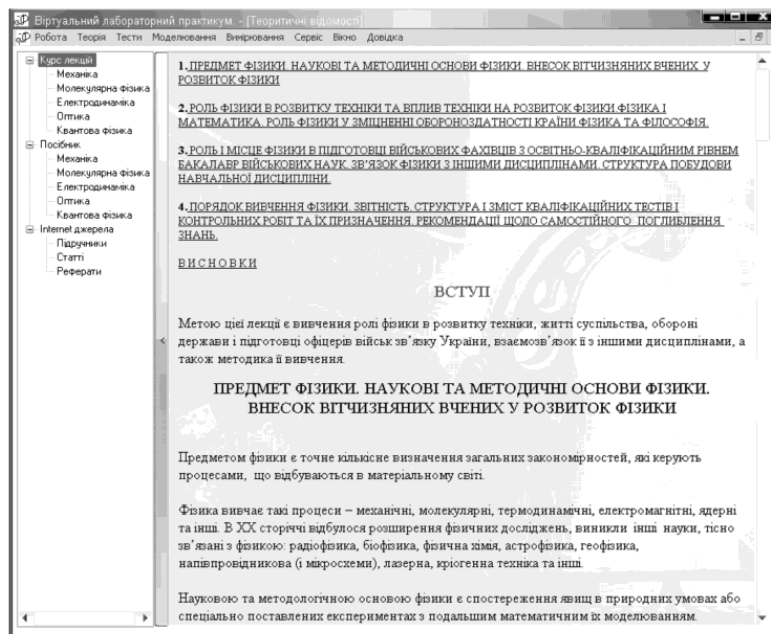 Віртуальний лабораторний практикум. - [Теоритичні відомості]
Робота Теорія Тести Моделювання Вимірювання Сервіс Вікно Довідка
Курс лекцій
Механіка
Молекулярна фізика
Електродинаміка
Оптика
Квантова фізика
Посібник
Механіка
Молекулярна фізика
Електродинаміка
Оптика
Квантова фізика
Internet джерела
Підручники
Статті
Реферати
1. ПРЕДМЕТ ФІЗИКИ. НАУКОВІ ТА МЕТОДИЧНІ ОСНОВИ ФІЗИКИ. ВНЕСОК ВІТЧИЗНЯНИХ ВЧЕНИХ У
РОЗВИТОК ФІЗИКИ
2. РОЛЬ ФІЗИКИ В РОЗВИТКУ ТЕХНІКИ ТА ВПЛИВ ТЕХНІКИ НА РОЗВИТОК ФІЗИКИ ФІЗИКА І
МАТЕМАТИКА. РОЛЬ ФІЗИКИ У ЗМІЦНЕННІ ОБОРОНОЗДАТНОСТІ КРАЇНИ ФІЗИКА ТА ФІЛОСОФІЯ.
3. РОЛЬ І МІСЦЕ ФІЗИКИ В ПІДГОТОВЦІ ВІЙСЬКОВИХ ФАХІВЦІВ З ОСВІТНЬО-КВАЛІФІКАЦІЙНИМ РІВНЕМ
БАКАЛАВР ВІЙСЬКОВИХ НАУК. ЗВ'ЯЗОК ФІЗИКИ З ІНШИМИ ДИСЦИПЛІНАМИ. СТРУКТУРА ПОБУДОВИ
НАВЧАЛЬНОЇ ДИСЦИПЛІНИ.
4. ПОРЯДОК ВИВЧЕННЯ ФІЗИКИ. ЗВІТНІСТЬ. СТРУКТУРА І ЗМІСТ КВАЛІФІКАЦІЙНИХ ТЕСТІВ І
КОНТРОЛЬНИХ РОБІТ ТА ЇХ ПРИЗНАЧЕННЯ. РЕКОМЕНДАЦІЇ ЩОДО САМОСТІЙНОГО ПОГЛИБЛЕННЯ
ЗНАНЬ.
ВИСНОВКИ
ВСТУП
Метою цієї лекції є вивчення ролі фізики в розвитку техніки, житті суспільства, обороні
держави і підготовці офіцерів військ зв'язку України, взаємозв'язок її з іншими дисциплінами, а
також методика її вивчення.
ПРЕДМЕТ ФІЗИКИ. НАУКОВІ ТА МЕТОДИЧНІ ОСНОВИ ФІЗИКИ.
ВНЕСОК ВІТЧИЗНЯНИХ ВЧЕНИХ У РОЗВИТОК ФІЗИКИ
Предметом фізики є точне кількісне визначення загальних закономірностей, які керують
процесами, що відбуваються в матеріальному світі.
Фізика вивчає такі процеси – механічні, молекулярні, термодинамічні, електромагнітні, ядерні
та інші. В XX сторіччі відбулося розширення фізичних досліджень, виникли інші науки, тісно
зв'язані з фізикою: радіофізика, біофізика, фізична хімія, астрофізика, геофізика,
напівпровідникова (і мікросхеми), лазерна, кріогенна техніка та інші.
Науковою та методологічною основою фізики є спостереження явищ в природних умовах або
спеціально поставлених експериментах з подальшим математичним їх моделюванням.